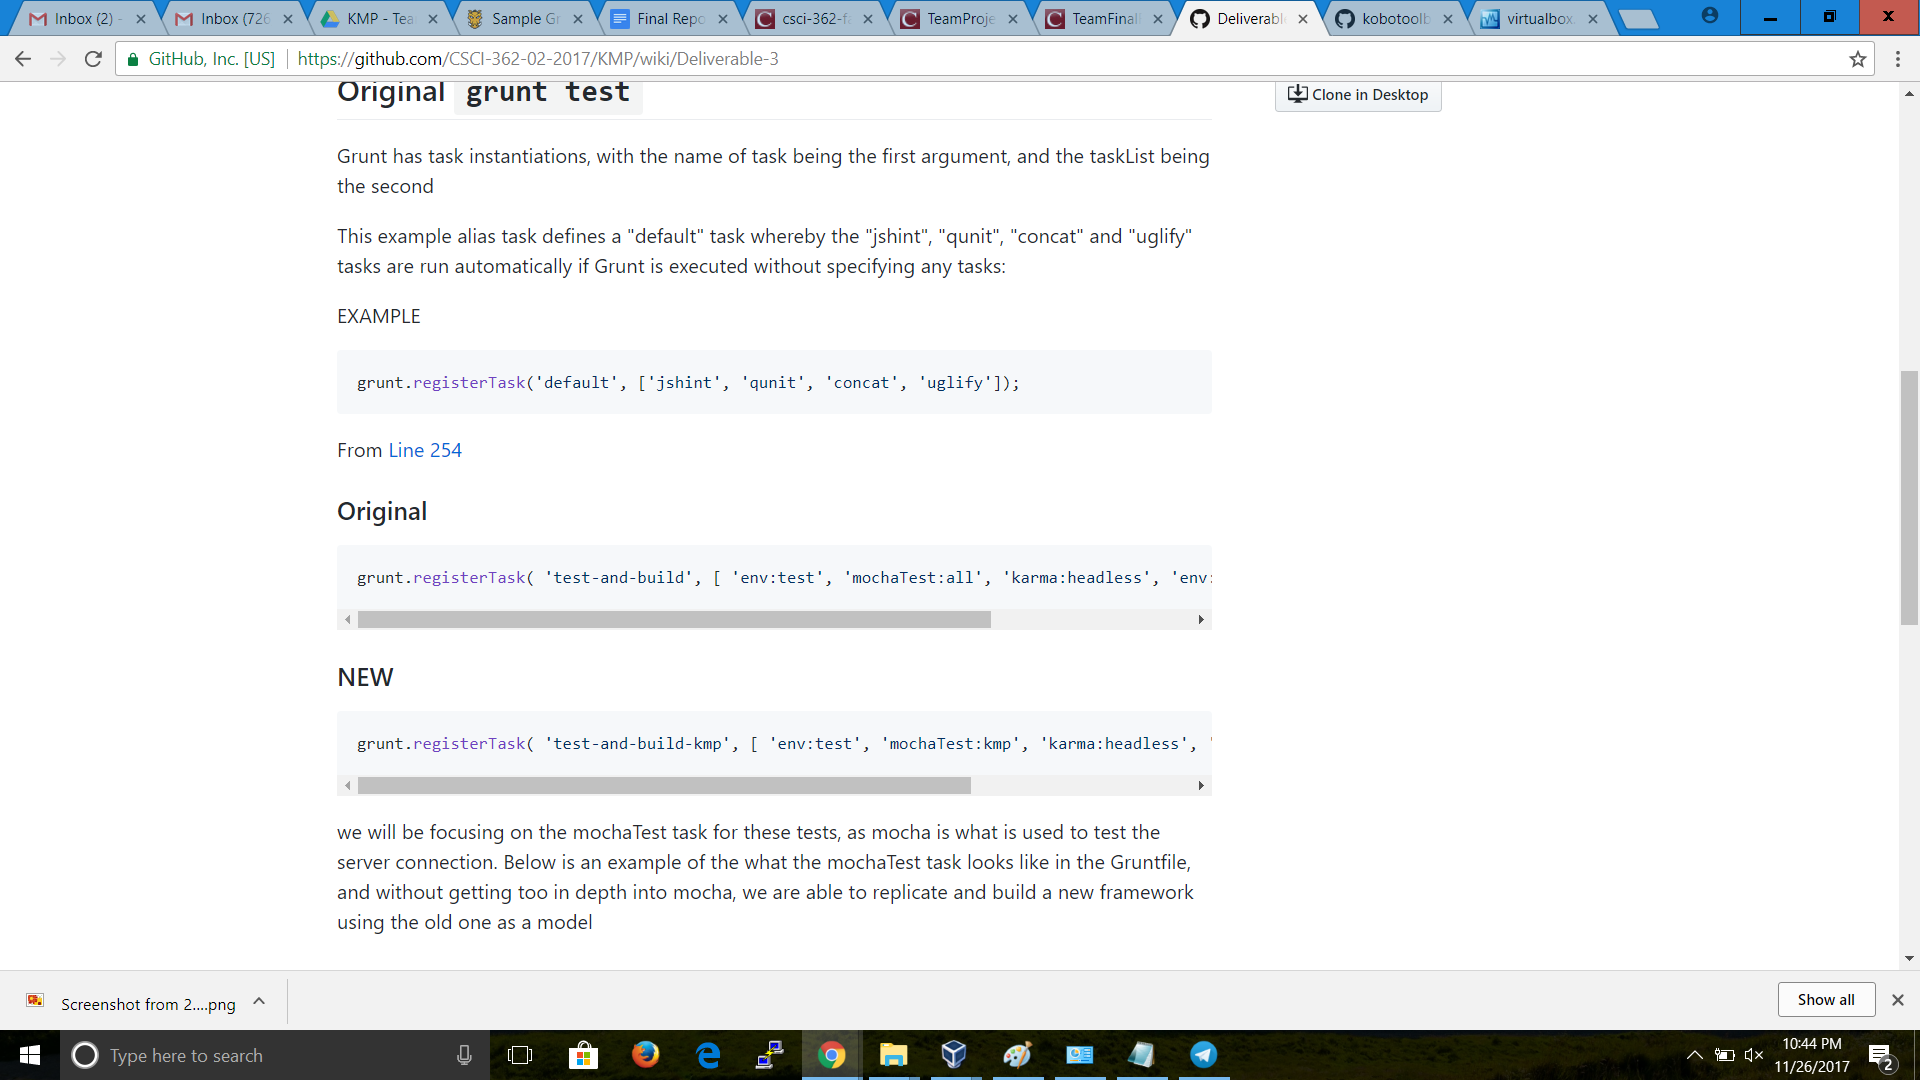 Inbox (2) -
Inbox (726
KMP - Tea
Sample Gr
Final Repo
csci-362-fa
TeamProje
TeamFinal
Deliverabl
kobotoolb
virtualbox
GitHub, Inc. [US]
https://github.com/CSCI-362-02-2017/KMP/wiki/Deliverable-3
Original grunt test
Clone in Desktop
Grunt has task instantiations, with the name of task being the first argument, and the taskList being
the second
This example alias task defines a "default" task whereby the "jshint", "qunit", "concat" and "uglify"
tasks are run automatically if Grunt is executed without specifying any tasks:
EXAMPLE
grunt.registerTask('default', ['jshint', 'qunit', 'concat', 'uglify']);
From Line 254
Original
grunt.registerTask( 'test-and-build', [ 'env:test', 'mochaTest:all', 'karma:headless', 'env:
NEW
grunt.registerTask( 'test-and-build-kmp', [ 'env:test', 'mochaTest:kmp', 'karma:headless', '
we will be focusing on the mochaTest task for these tests, as mocha is what is used to test the
server connection. Below is an example of the what the mochaTest task looks like in the Gruntfile,
and without getting too in depth into mocha, we are able to replicate and build a new framework
using the old one as a model
Screenshot from 2....png
Show all
Type here to search
10:44 PM
11/26/2017
2